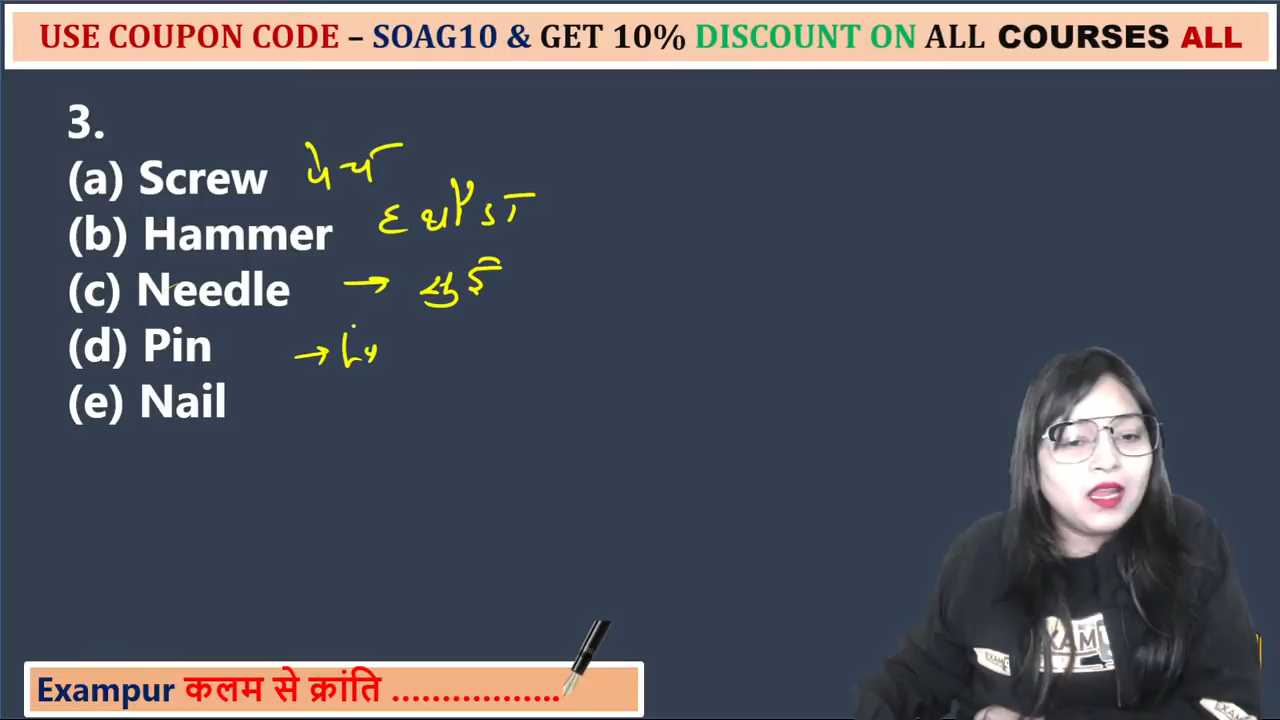 USE COUPON CODE – SOAG10 & GET 10% DISCOUNT ON ALL COURSES ALL
3.
(a) Screw पेच
(b) Hammer
(c) Needle → सुई
(d) Pin →
(e) Nail
Exampur कलम से क्रांति .................